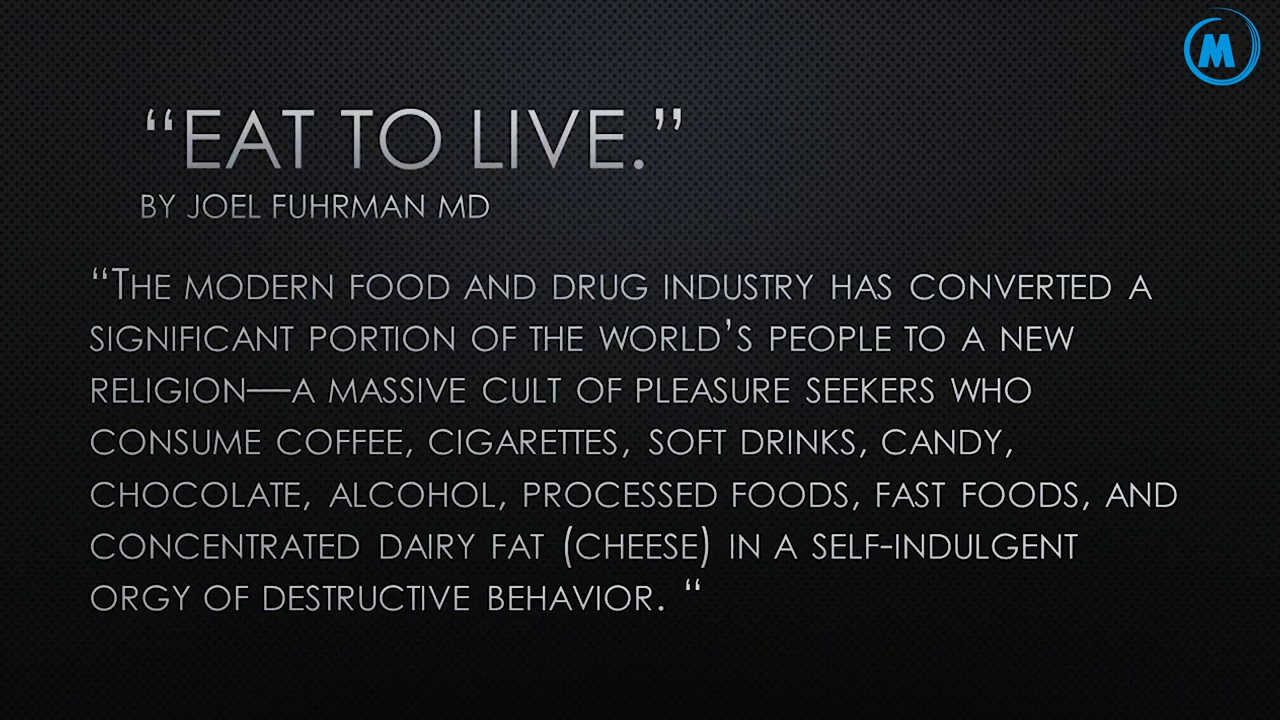 “EAT TO LIVE.”
BY JOEL FUHRMAN MD
“THE MODERN FOOD AND DRUG INDUSTRY HAS CONVERTED A
SIGNIFICANT PORTION OF THE WORLD’S PEOPLE TO A NEW
RELIGION—A MASSIVE CULT OF PLEASURE SEEKERS WHO
CONSUME COFFEE, CIGARETTES, SOFT DRINKS, CANDY,
CHOCOLATE, ALCOHOL, PROCESSED FOODS, FAST FOODS, AND
CONCENTRATED DAIRY FAT (CHEESE) IN A SELF-INDULGENT
ORGY OF DESTRUCTIVE BEHAVIOR. “
M